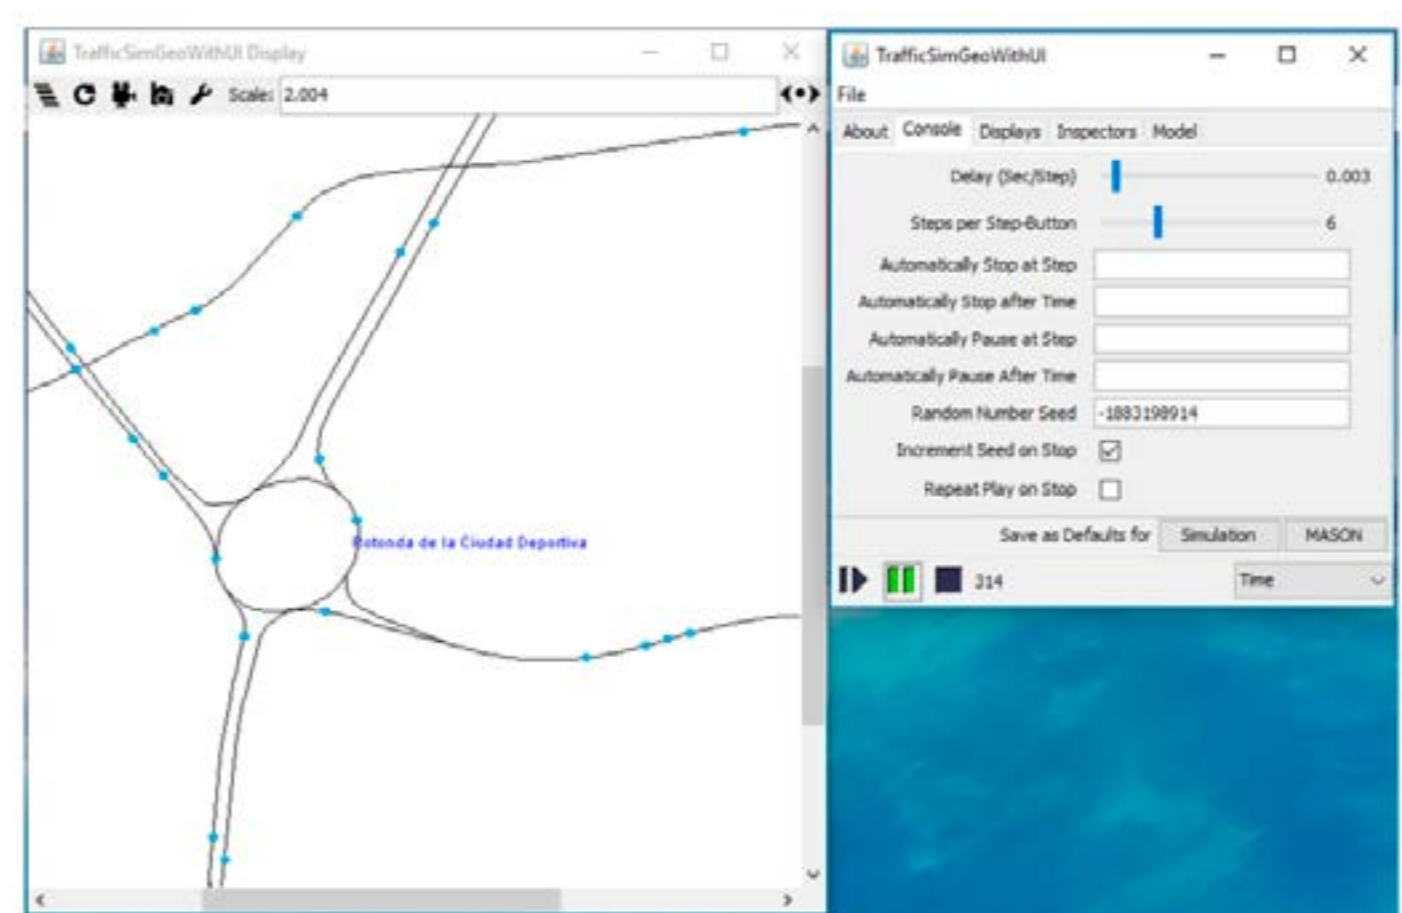 TrafficSimGeoWithUI Display
Scale: 2.004
Rotonda de la Ciudad Deportiva
TrafficSimGeoWithUI
File
About Console Displays Inspectors Model
Delay (Sec/Step) 0.003
Steps per Step-Button 6
Automatically Stop at Step
Automatically Stop after Time
Automatically Pause at Step
Automatically Pause After Time
Random Number Seed -1883198914
Increment Seed on Stop
Repeat Play on Stop
Save as Defaults for Simulation MASON
314 Time